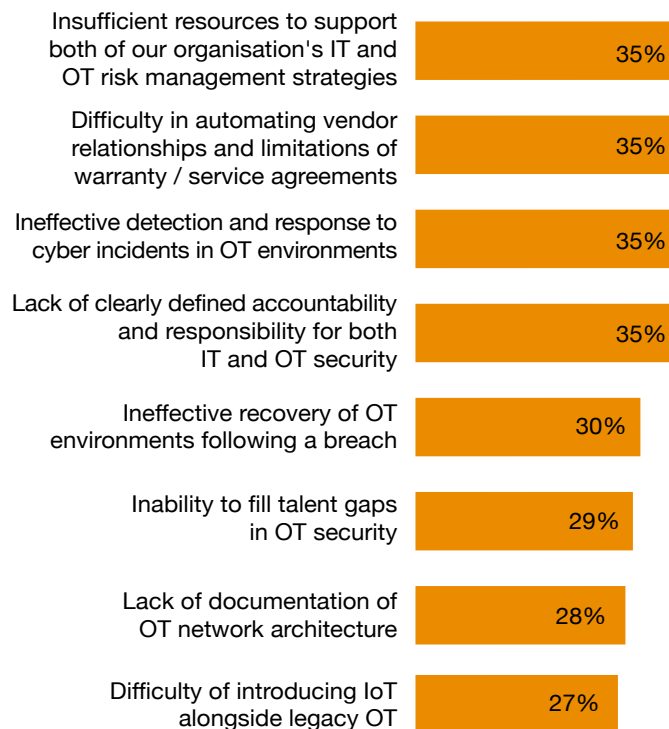 Insufficient resources to support
both of our organisation's IT and
OT risk management strategies
35%
Difficulty in automating vendor
relationships and limitations of
warranty / service agreements
35%
Ineffective detection and response to
cyber incidents in OT environments
35%
Lack of clearly defined accountability
and responsibility for both
IT and OT security
35%
Ineffective recovery of OT
environments following a breach
30%
Inability to fill talent gaps
in OT security
29%
Lack of documentation of
OT network architecture
28%
Difficulty of introducing IoT
alongside legacy OT
27%